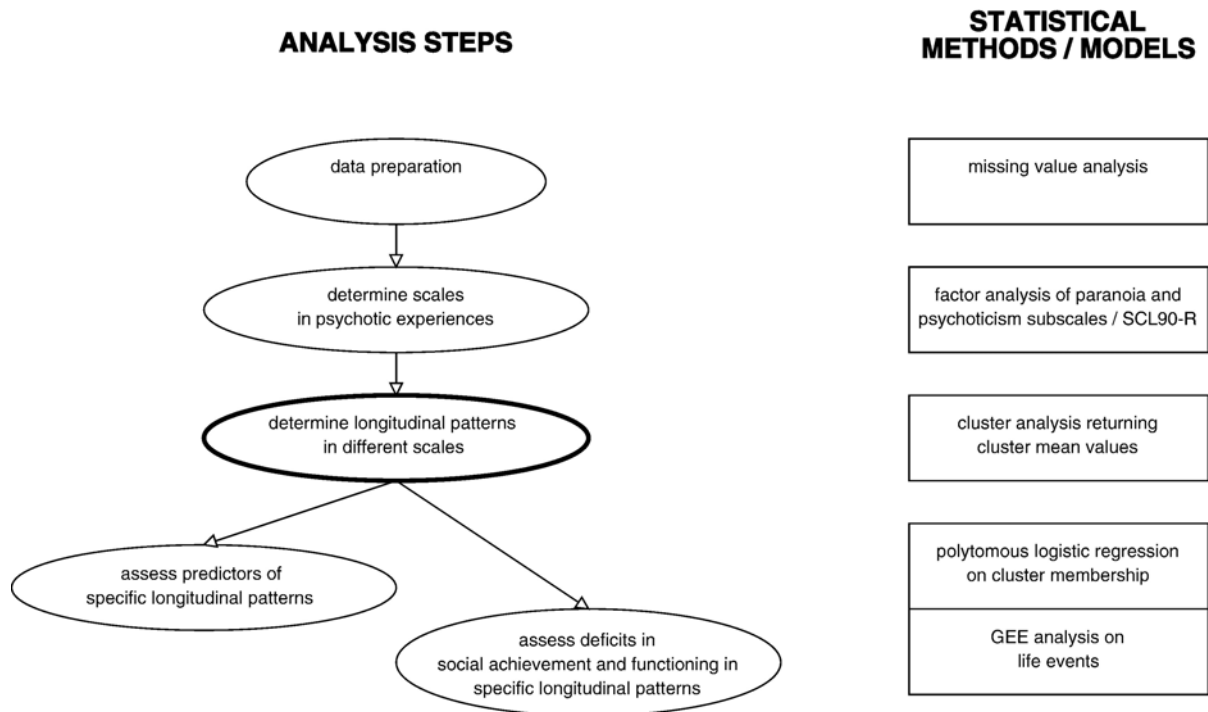 ANALYSIS STEPS
STATISTICAL
METHODS / MODELS
data preparation
missing value analysis
determine scales
in psychotic experiences
factor analysis of paranoia and
psychoticism subscales / SCL90-R
determine longitudinal patterns
in different scales
cluster analysis returning
cluster mean values
assess predictors of
specific longitudinal patterns
polytomous logistic regression
on cluster membership
assess deficits in
social achievement and functioning in
specific longitudinal patterns
GEE analysis on
life events